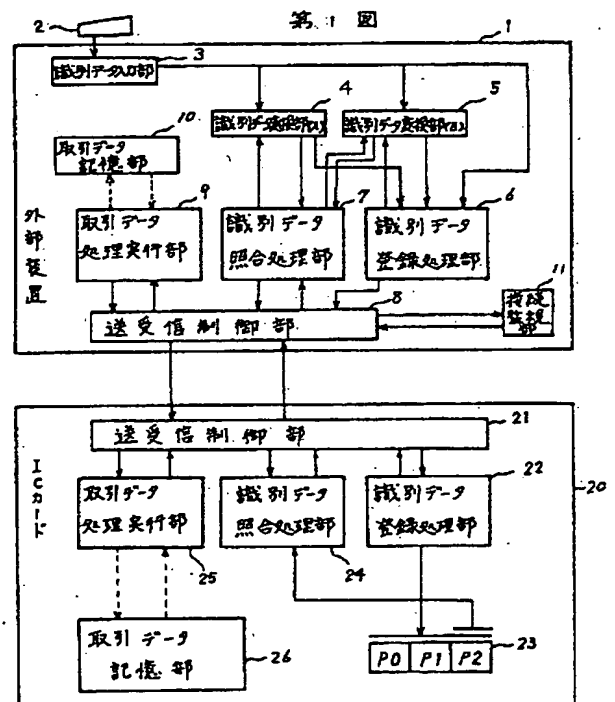 第 1 図
2
1
3
識別データ入力部
4
5
識別データ変換部(A1)
10
取引データ
記憶部
9
取引データ
処理実行部
7
識別データ
照合処理部
6
識別データ
登録処理部
外部装置
8
送受信制御部
11
接続
監視
部
21
送受信制御部
ICカード
取引データ
処理実行部
25
識別データ
照合処理部
24
22
識別データ
登録処理部
20
取引データ
記憶部
26
P0 P1 P2
23